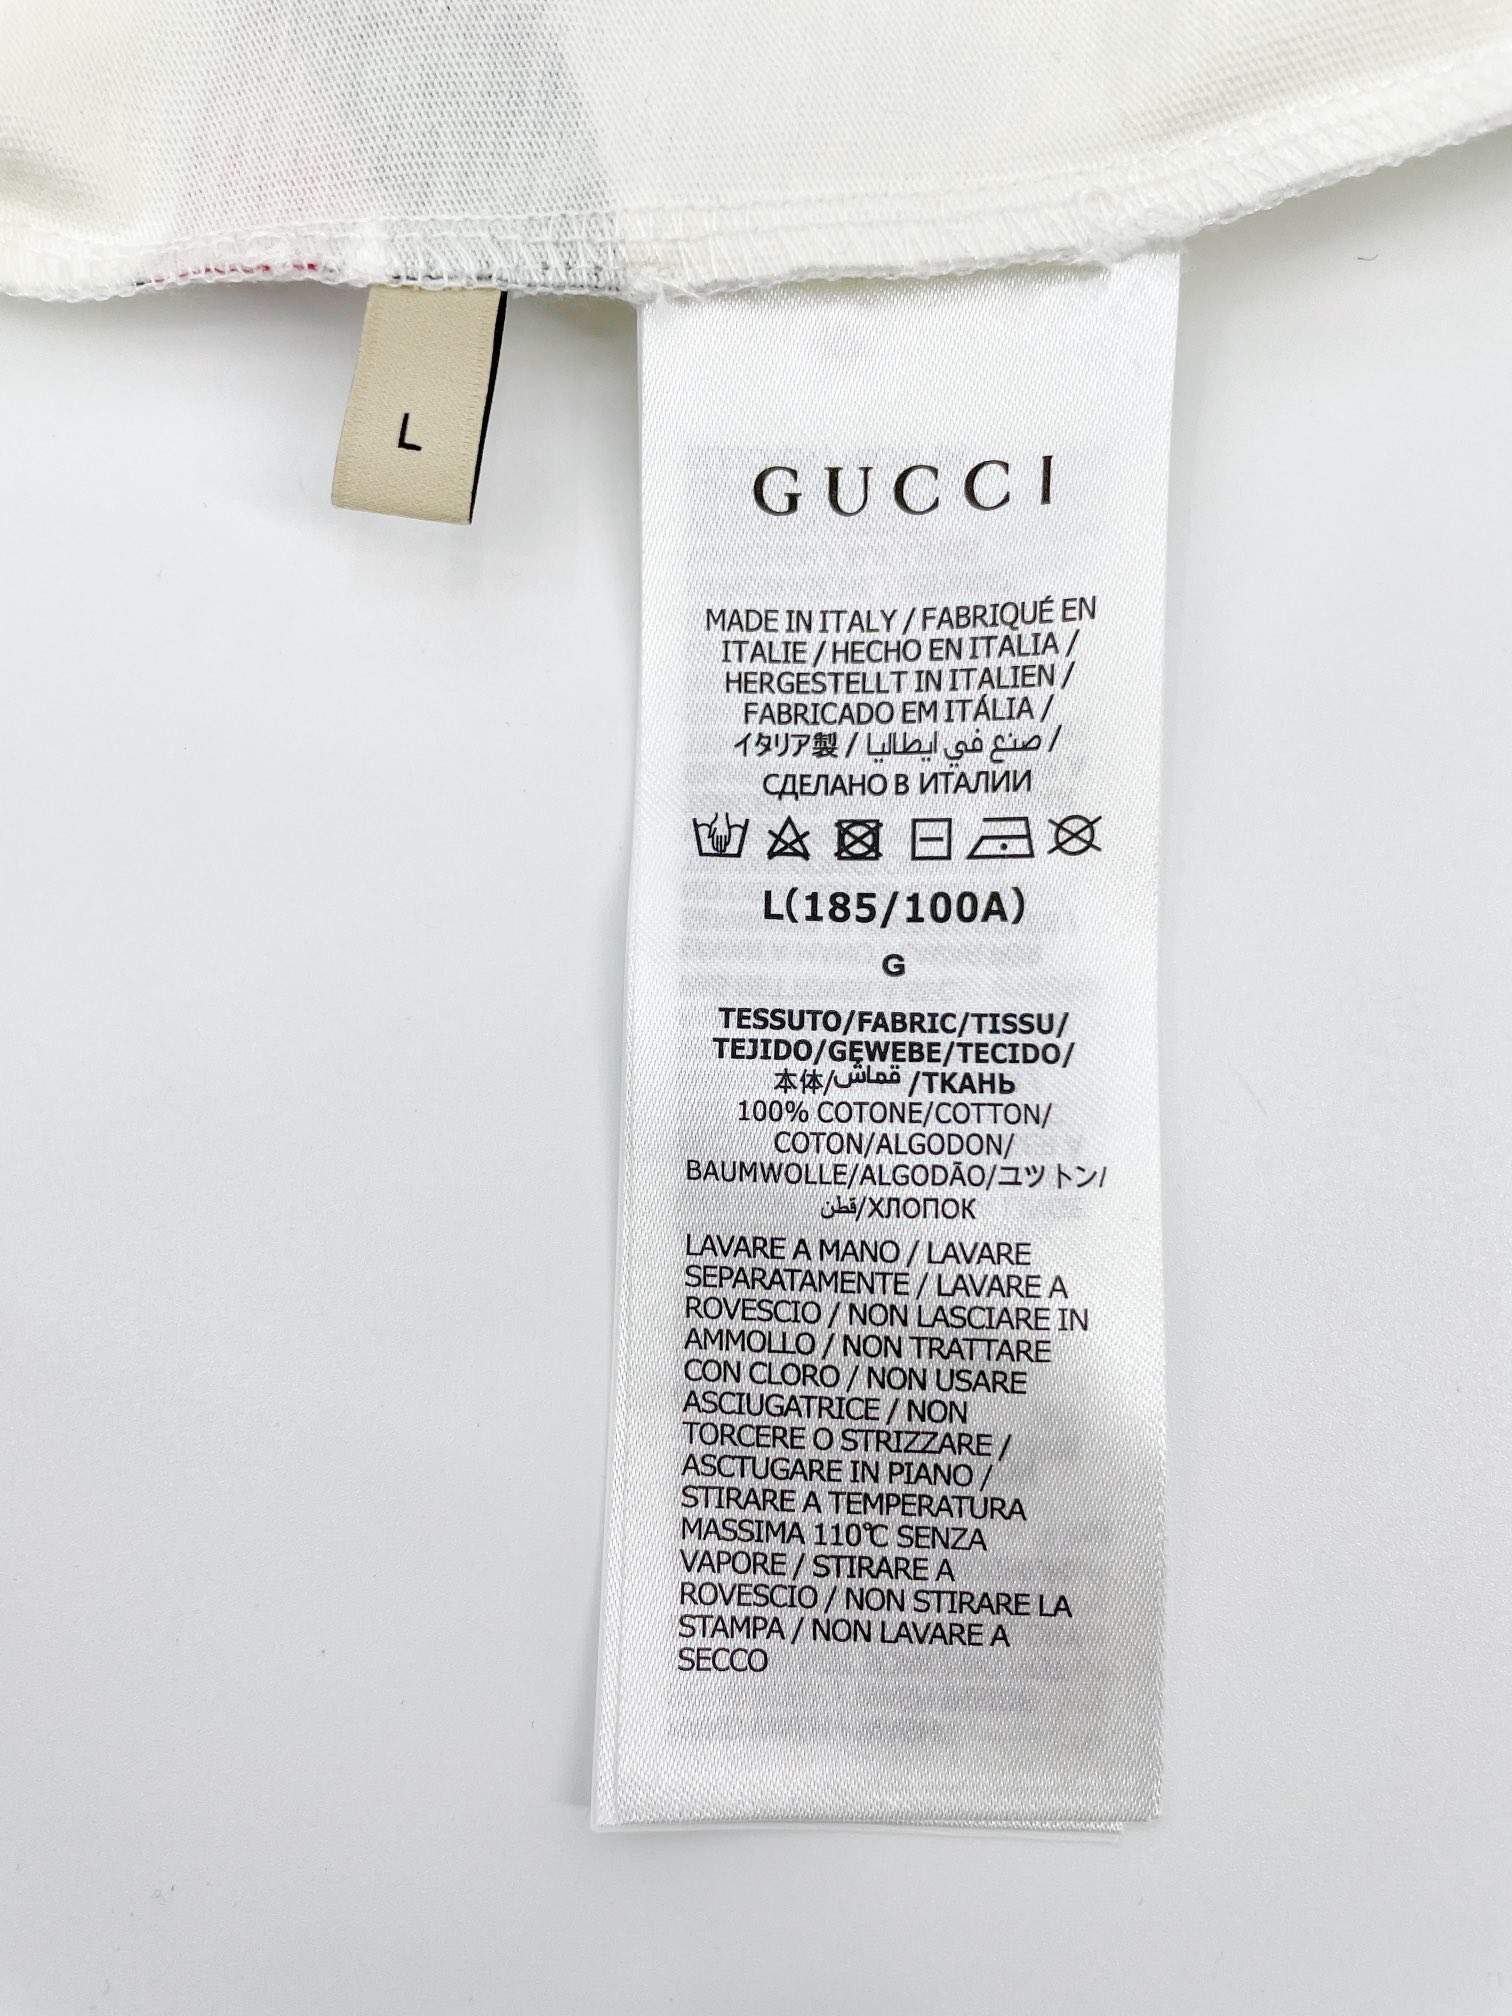 L
GUCCI
MADE IN ITALY / FABRIQUÉ EN
ITALIE / HECHO EN ITALIA /
HERGESTELLT IN ITALIEN /
FABRICADO EM ITÁLIA /
イタリア製 / صنع في ايطاليا /
СДЕЛАНО В ИТАЛИИ
L(185/100A)
G
TESSUTO/FABRIC/TISSU/
TEJIDO/GEWEBE/TECIDO/
本体/قماش /ТКАНЬ
100% COTONE/COTTON/
COTON/ALGODON/
BAUMWOLLE/ALGODÃO/ユツトン/
قطن/ХЛОПОК
LAVARE A MANO / LAVARE
SEPARATAMENTE / LAVARE A
ROVESCIO / NON LASCIARE IN
AMMOLLO / NON TRATTARE
CON CLORO / NON USARE
ASCIUGATRICE / NON
TORCERE O STRIZZARE /
ASCTUGARE IN PIANO /
STIRARE A TEMPERATURA
MASSIMA 110℃ SENZA
VAPORE / STIRARE A
ROVESCIO / NON STIRARE LA
STAMPA / NON LAVARE A
SECCO